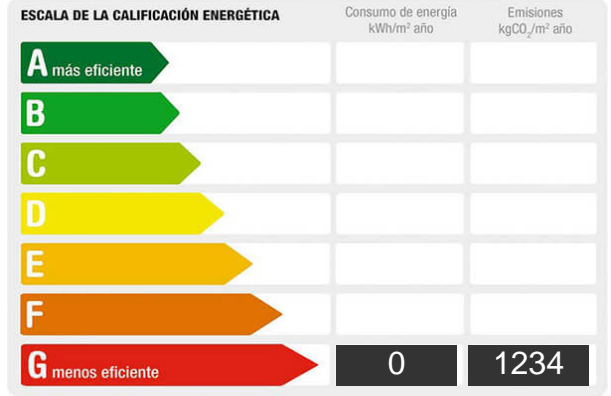 ESCALA DE LA CALIFICACIÓN ENERGÉTICA
Consumo de energía
kWh/m² año
Emisiones
kgCO₂/m² año
A más eficiente
B
C
D
E
F
G menos eficiente
0
1234